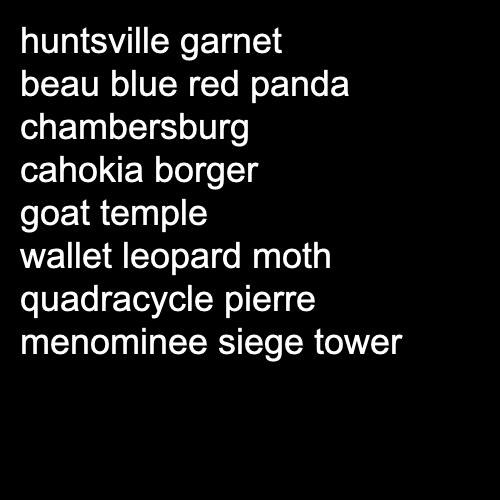 huntsville garnet
beau blue red panda
chambersburg
cahokia borger
goat temple
wallet leopard moth
quadracycle pierre
menominee siege tower